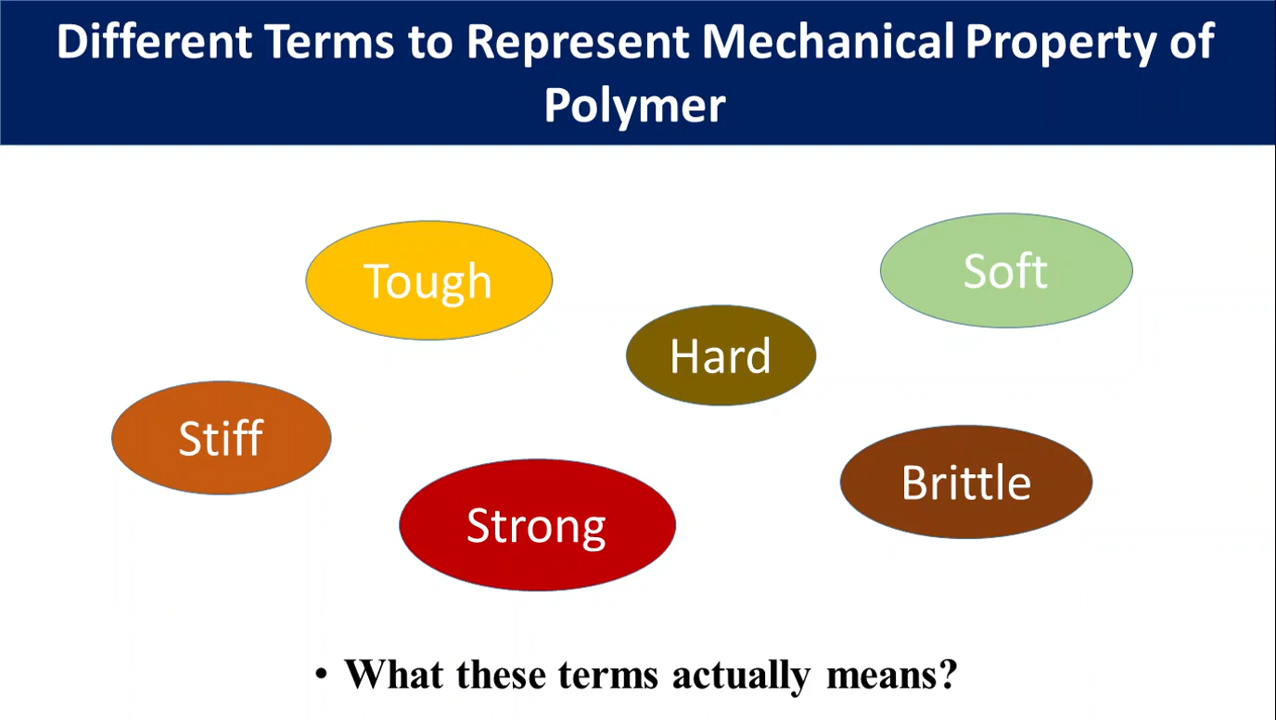 Different Terms to Represent Mechanical Property of
Polymer
Tough
Soft
Hard
Stiff
Strong
Brittle
• What these terms actually means?